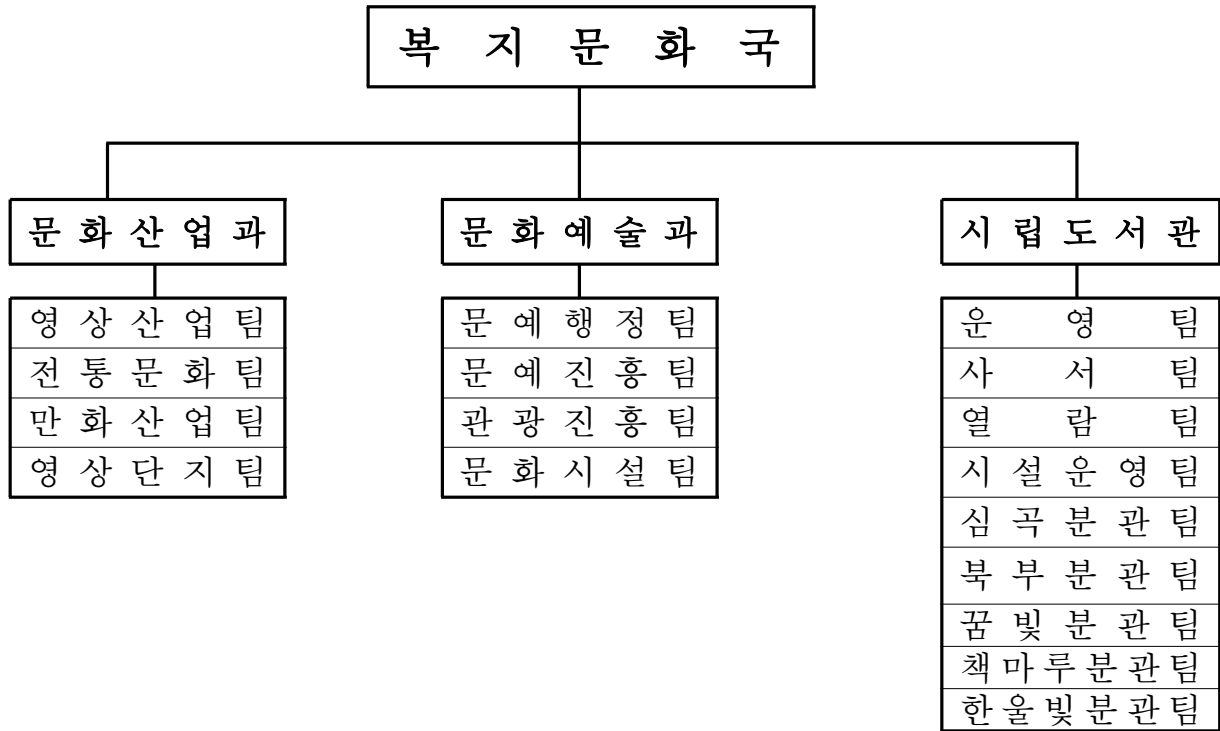 복 지 문 화 국
문 화 산 업 과
영 상 산 업 팀
전 통 문 화 팀
만 화 산 업 팀
영 상 단 지 팀
문 화 예 술 과
문 예 행 정 팀
문 예 진 흥 팀
관 광 진 흥 팀
문 화 시 설 팀
시 립 도 서 관
운 영 팀
사 서 팀
열 람 팀
시 설 운 영 팀
심 곡 분 관 팀
북 부 분 관 팀
꿈 빛 분 관 팀
책 마 루 분 관 팀
한 울 빛 분 관 팀